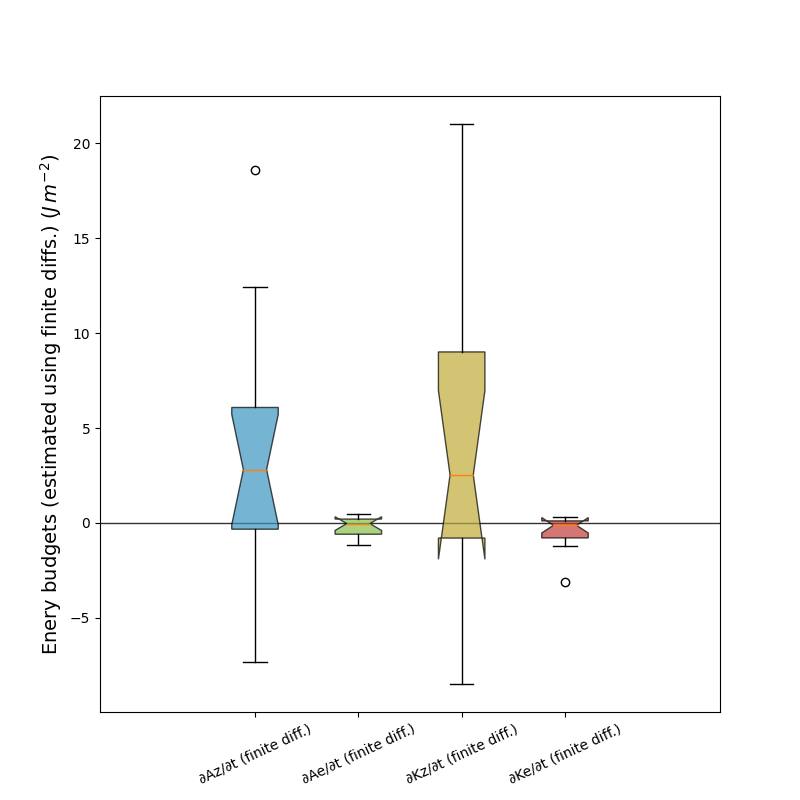 Enery budgets (estimated using finite diffs.) (J m⁻²)
20
15
10
5
0
−5
∂Az/∂t (finite diff.)
∂Ae/∂t (finite diff.)
∂Kz/∂t (finite diff.)
∂Ke/∂t (finite diff.)